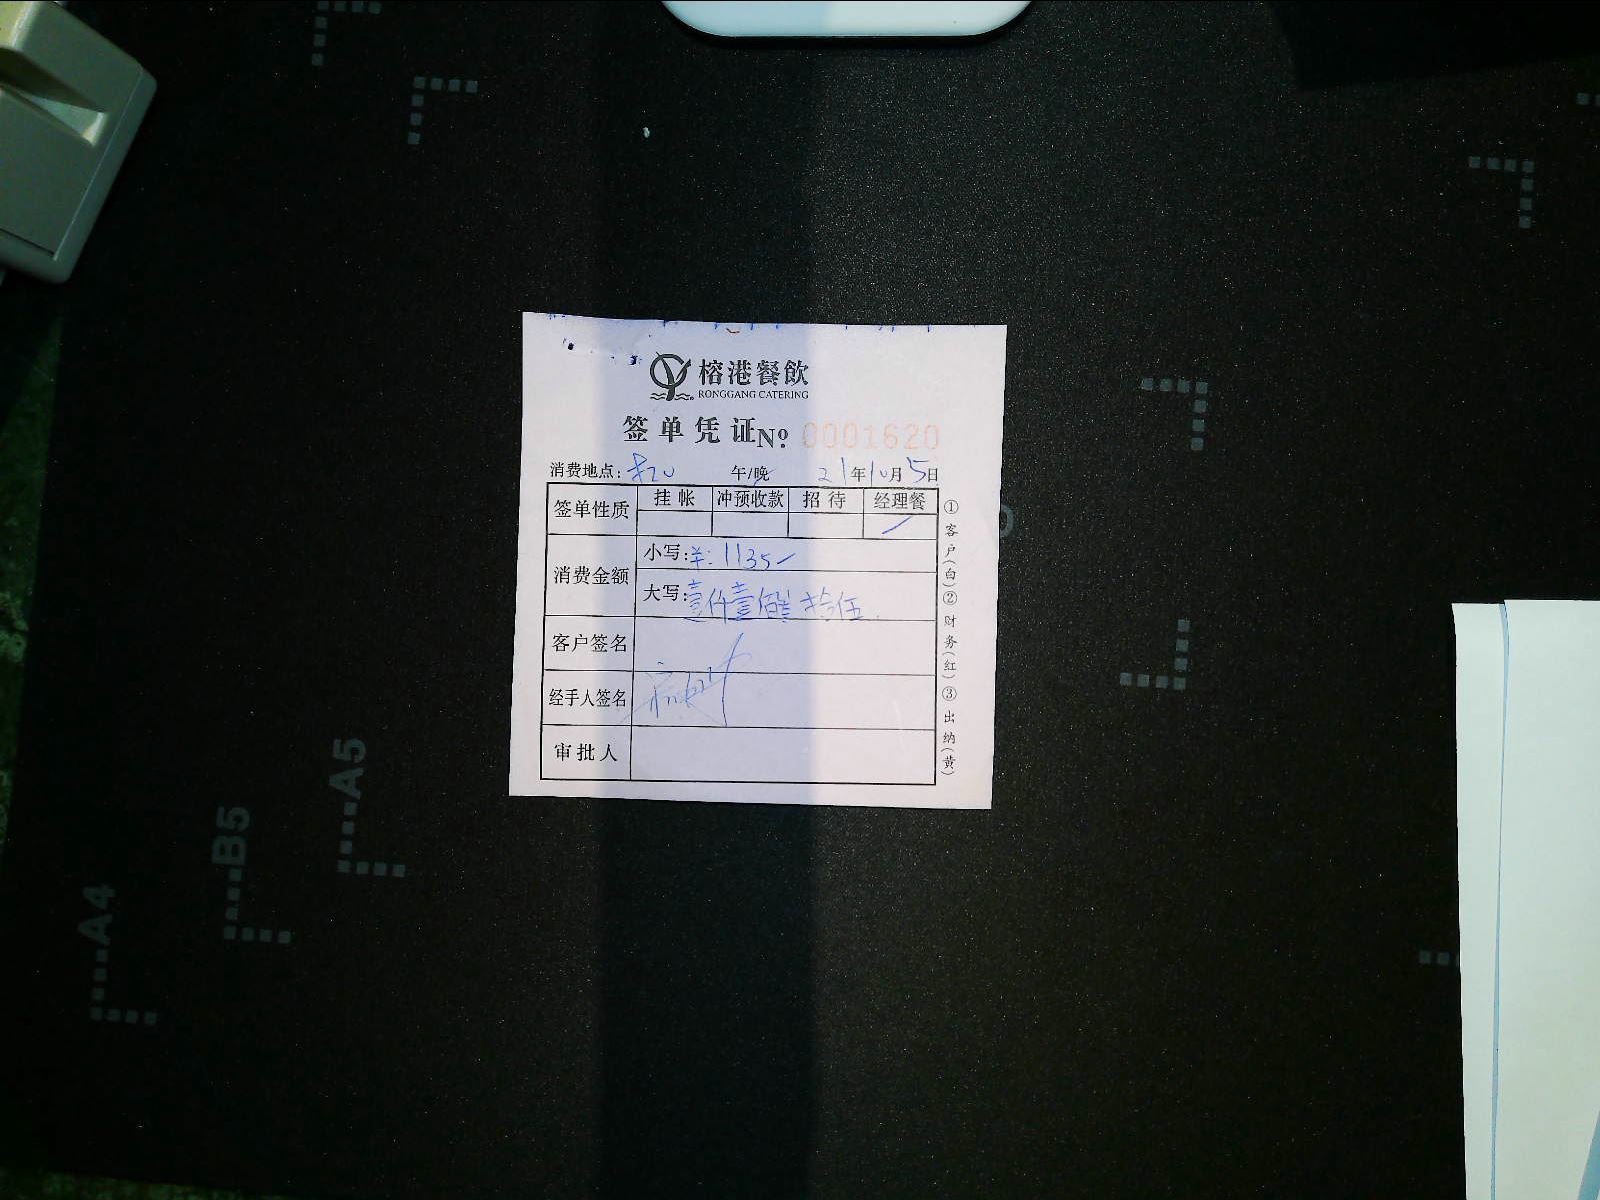 榕港餐飲
RONGGANG CATERING
签单凭证№ 0001620
消费地点: 午/晚 21年10月5日
签单性质 挂帐 冲预收款 招待 经理餐
消费金额 小写:¥:1135
大写:壹仟壹佰叁拾伍
客户签名
经手人签名
审批人
①客户(白)②财务(红)③出纳(黄)
A5
B5
A4